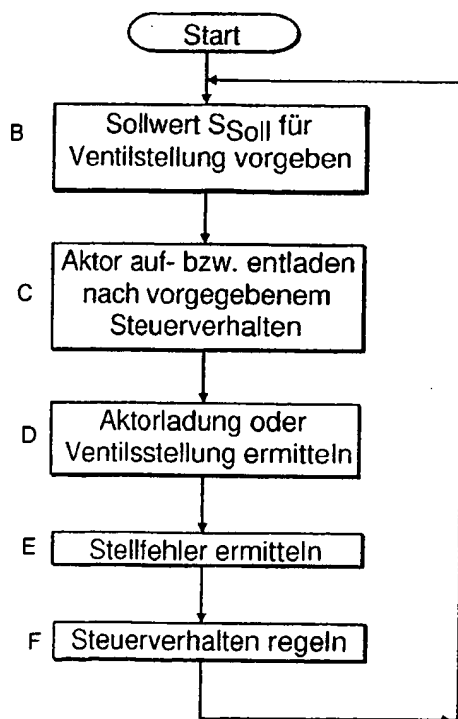 Start
B
Sollwert SSoll für
Ventilstellung vorgeben
C
Aktor auf- bzw. entladen
nach vorgegebenem
Steuerverhalten
D
Aktorladung oder
Ventilsstellung ermitteln
E
Stellfehler ermitteln
F
Steuerverhalten regeln